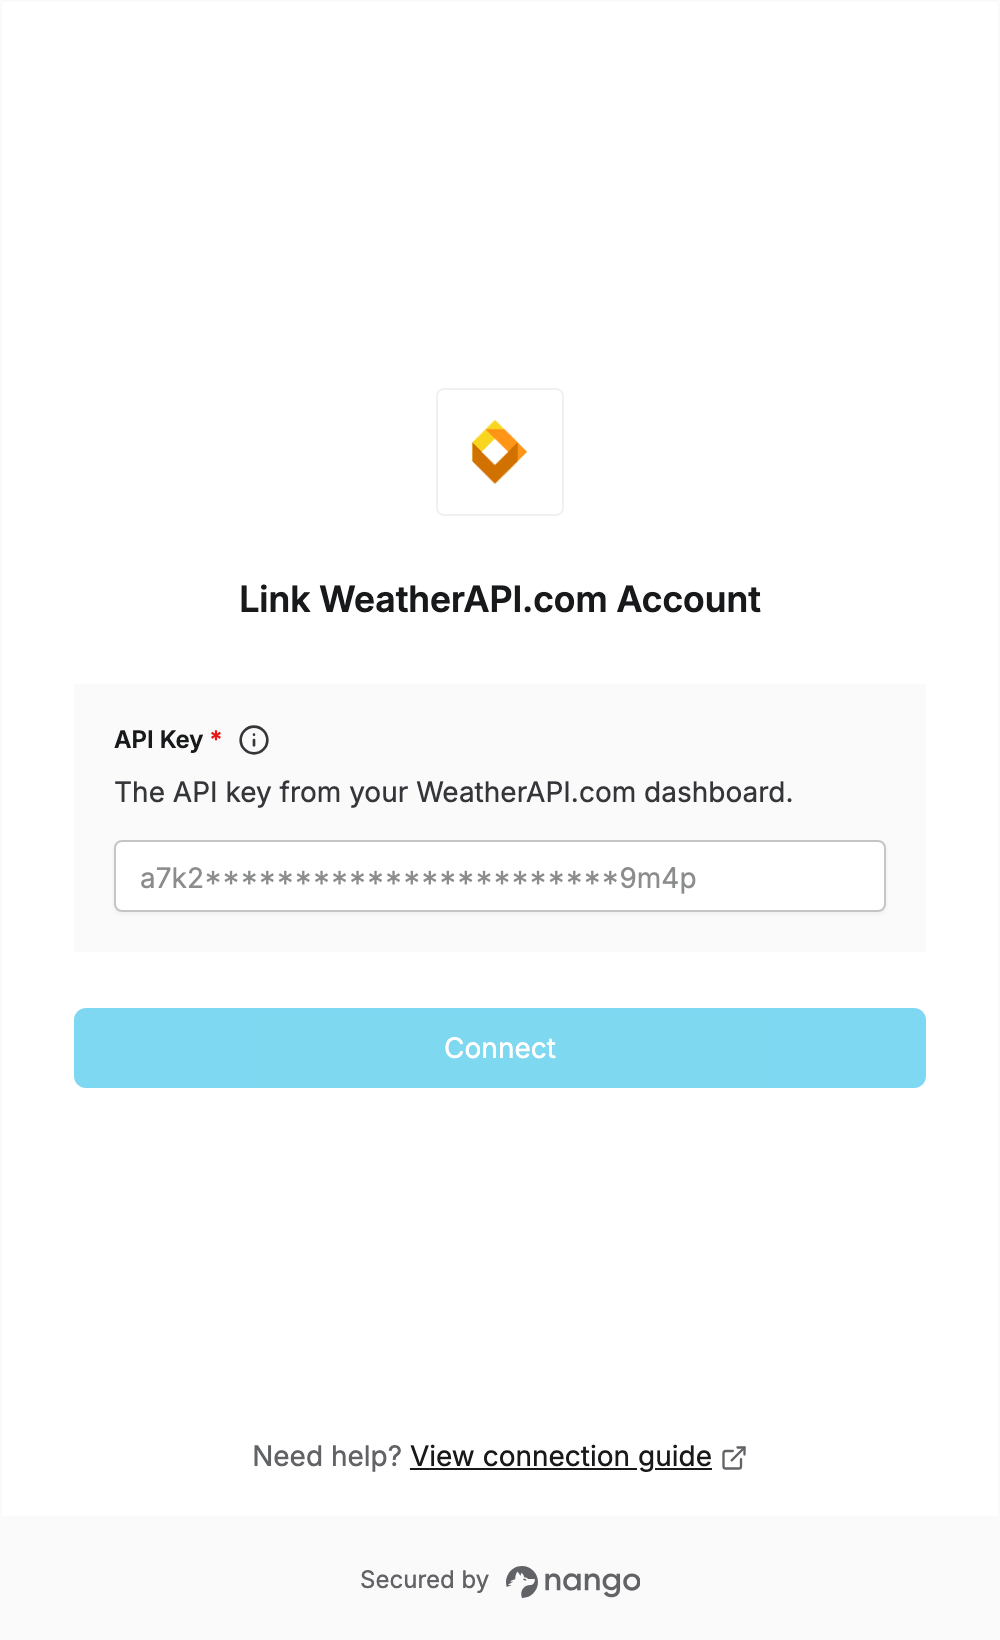 Link WeatherAPI.com Account
API Key *
The API key from your WeatherAPI.com dashboard.
a7k2***********************9m4p
Connect
Need help? View connection guide
Secured by nango